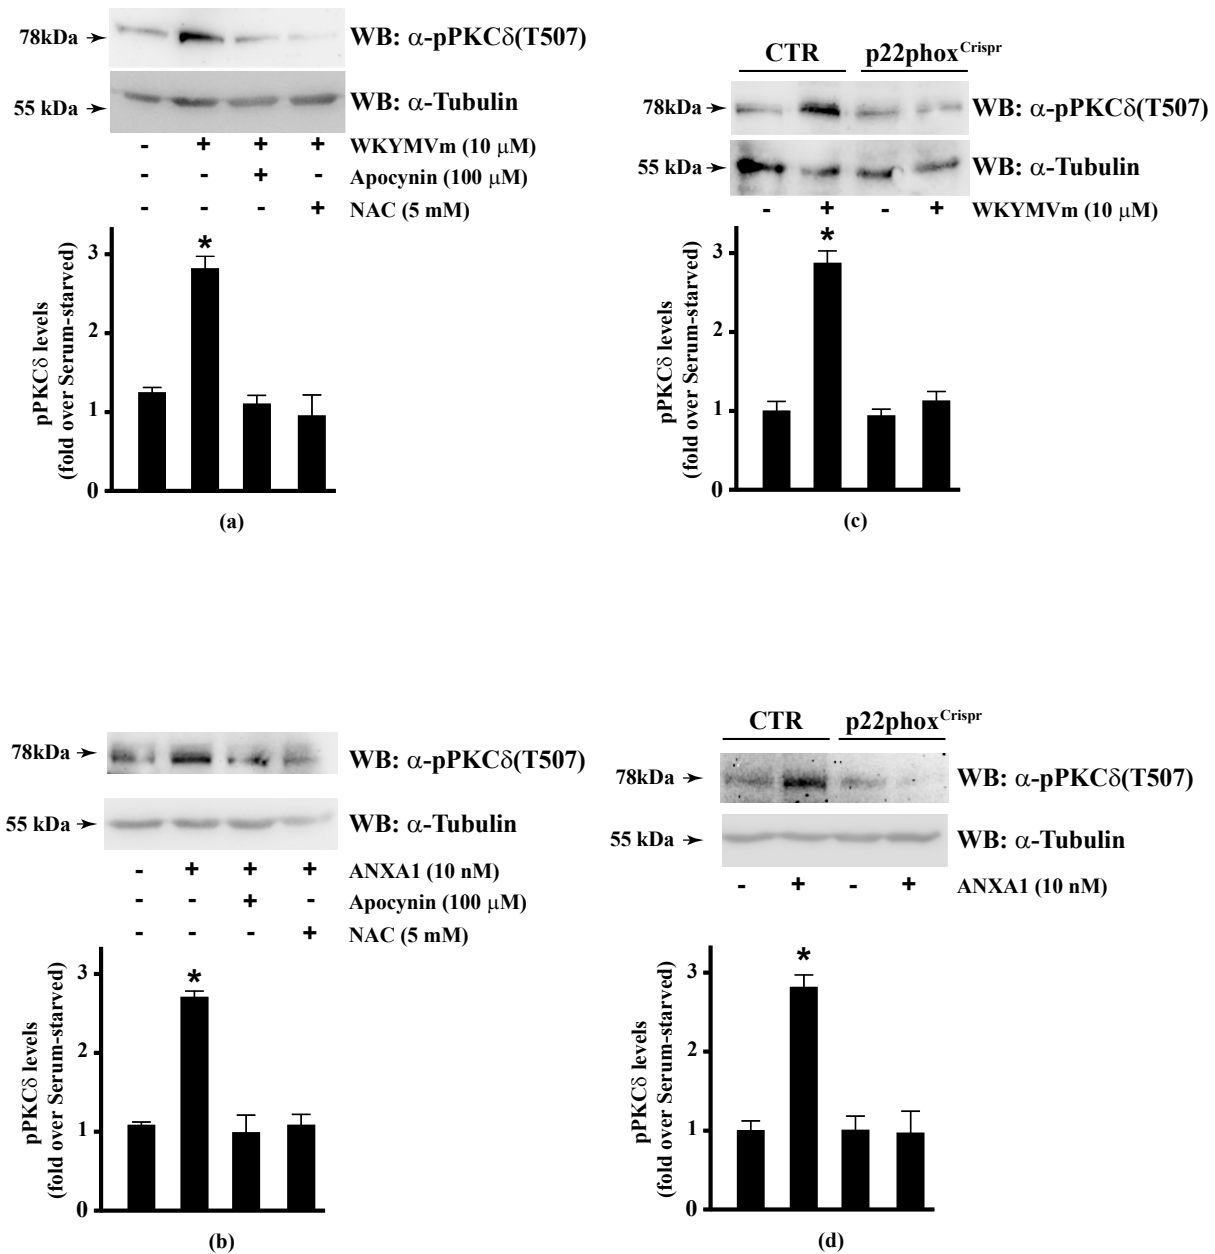 78kDa
WB: α-pPKCδ(T507)
55 kDa
WB: α-Tubulin
- + + + WKYMVm (10 μM)
- - + - Apocynin (100 μM)
- - - + NAC (5 mM)
pPKCδ levels
(fold over Serum-starved)
3
*
2
1
0
(a)
CTR p22phoxCrispr
78kDa
WB: α-pPKCδ(T507)
55 kDa
WB: α-Tubulin
- + - + WKYMVm (10 μM)
pPKCδ levels
(fold over Serum-starved)
3
*
2
1
0
(c)
78kDa
WB: α-pPKCδ(T507)
55 kDa
WB: α-Tubulin
- + + + ANXA1 (10 nM)
- - + - Apocynin (100 μM)
- - - + NAC (5 mM)
pPKCδ levels
(fold over Serum-starved)
3
*
2
1
0
(b)
CTR p22phoxCrispr
78kDa
WB: α-pPKCδ(T507)
55 kDa
WB: α-Tubulin
- + - + ANXA1 (10 nM)
pPKCδ levels
(fold over Serum-starved)
3
*
2
1
0
(d)